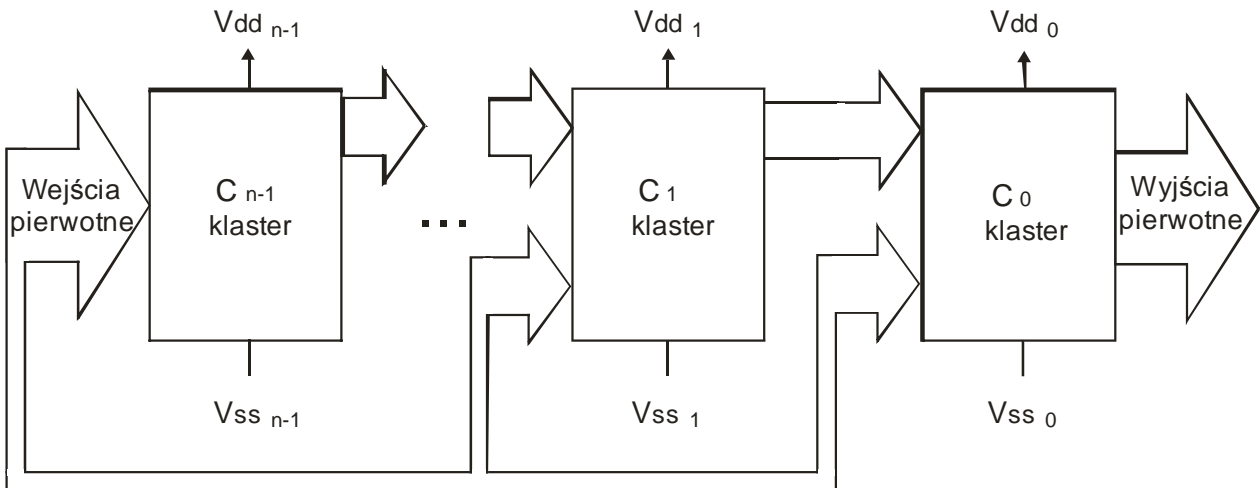 Vdd n-1
Vdd 1
Vdd 0
Wejścia
pierwotne
C n-1
klaster
...
C 1
klaster
C 0
klaster
Wyjścia
pierwotne
Vss n-1
Vss 1
Vss 0